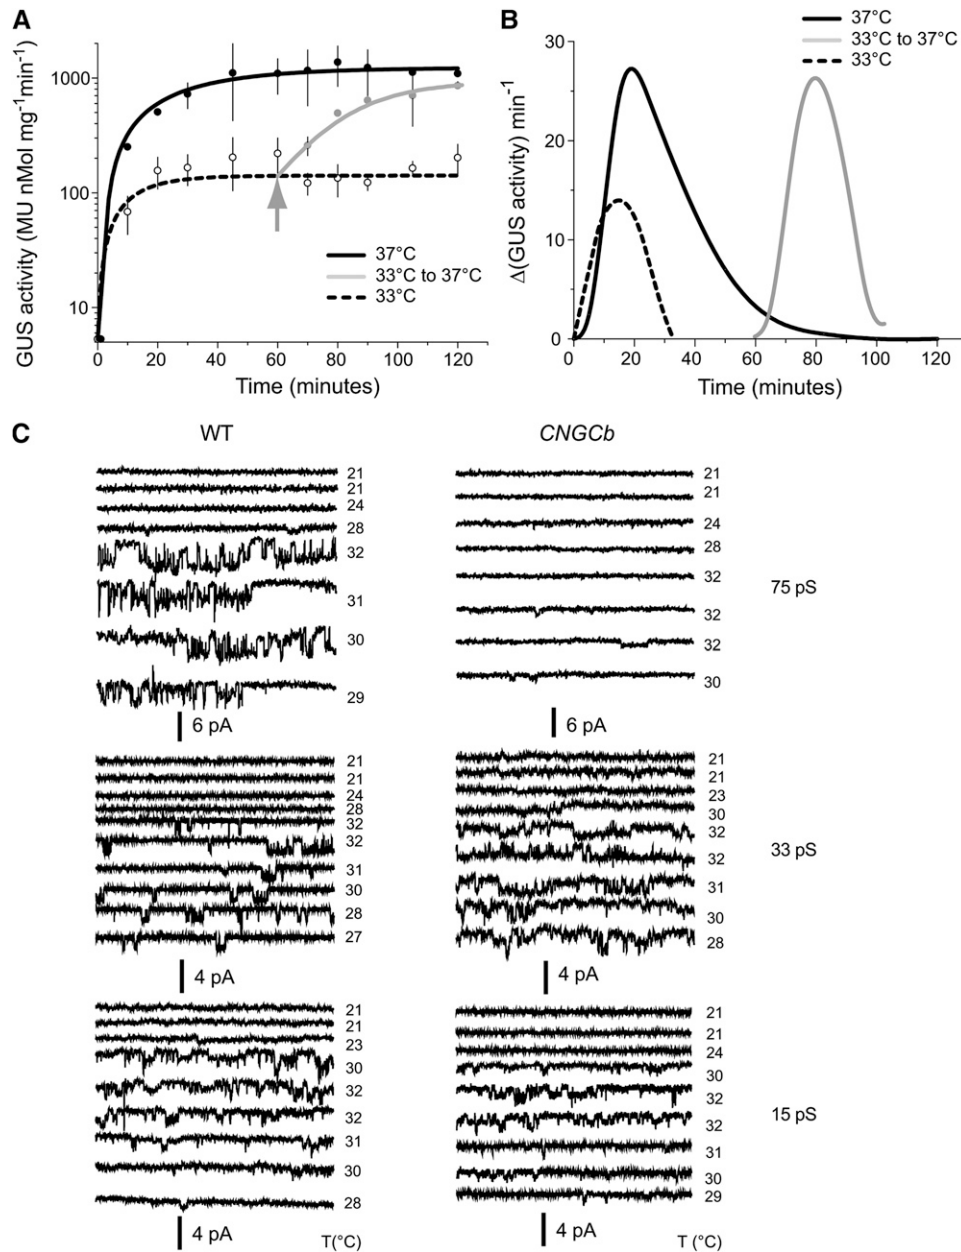 A
GUS activity (MU nMol mg⁻¹min⁻¹)
1000
100
10
0 20 40 60 80 100 120
Time (minutes)
37°C
33°C to 37°C
33°C
B
37°C
33°C to 37°C
33°C
Δ(GUS activity) min⁻¹
30
20
10
0
0 20 40 60 80 100 120
Time (minutes)
C
WT
CNGCb
21
21
24
28
32
31
30
29
6 pA
21
21
24
28
32
32
32
30
6 pA
75 pS
21
21
24
28
32
32
31
30
28
27
4 pA
21
21
23
30
32
32
31
30
28
4 pA
33 pS
21
21
23
30
32
32
31
30
28
4 pA
T(°C)
21
21
24
30
32
32
31
30
29
4 pA
T (°C)
15 pS